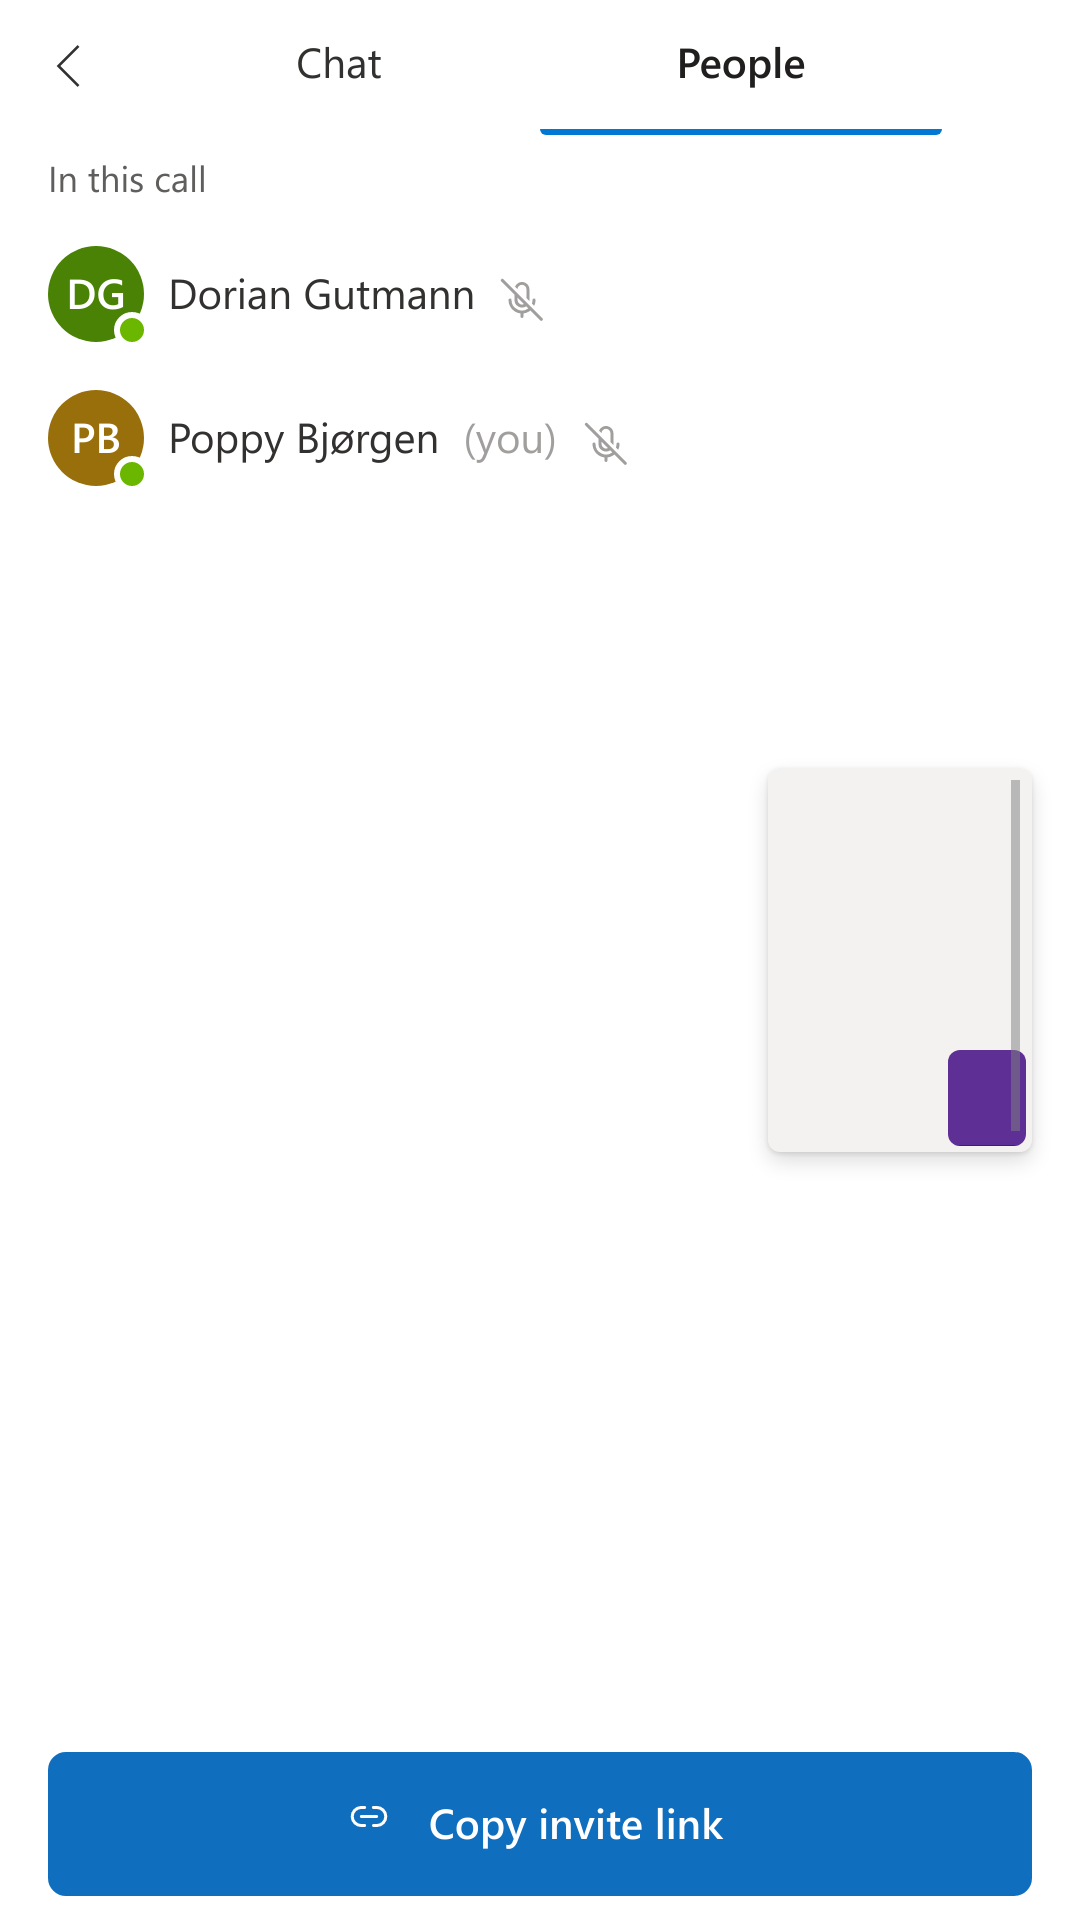 Chat
People
In this call
DG
Dorian Gutmann
PB
Poppy Bjørgen (you)
Copy invite link